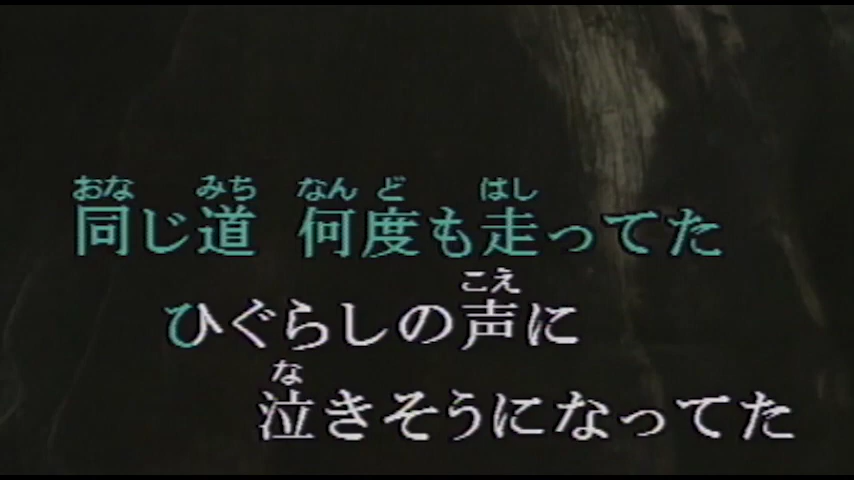 おな みち なん ど はし
同じ道 何度も走ってた
こえ
ひぐらしの声に
な
泣きそうになってた